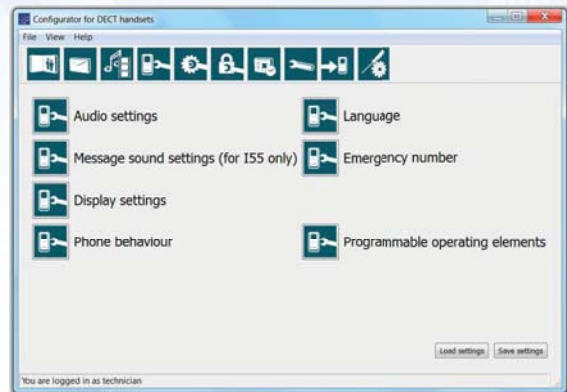 Configurator for DECT handsets
File View Help
Audio settings
Language
Message sound settings (for I55 only)
Emergency number
Display settings
Phone behaviour
Programmable operating elements
Load settings
Save settings
You are logged in as technician